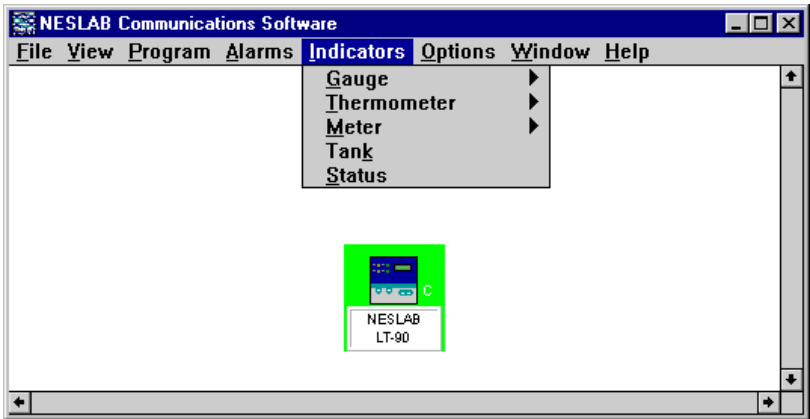 NESLAB Communications Software
File View Program Alarms Indicators Options Window Help
Gauge
Thermometer
Meter
Tank
Status
C
NESLAB
LT-90